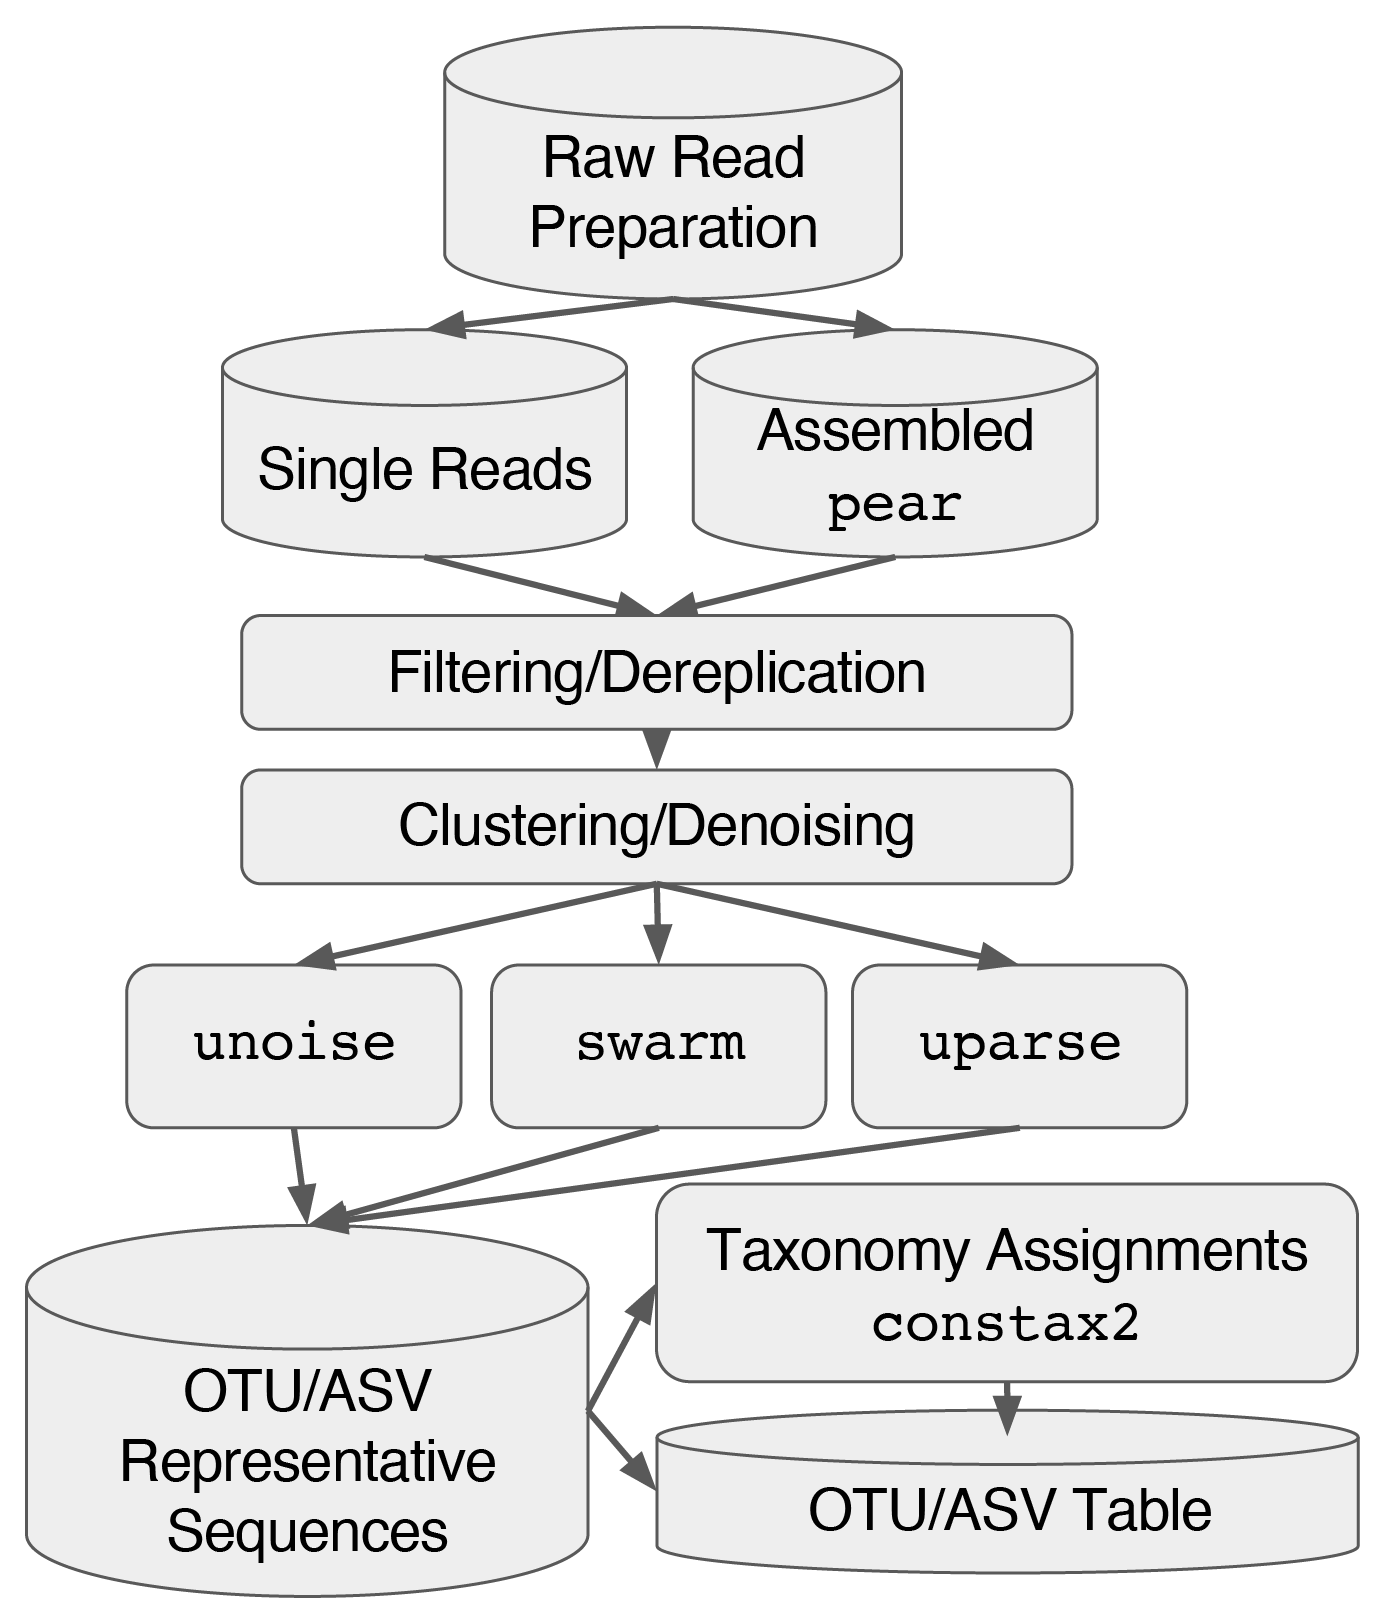 Raw Read
Preparation
Single Reads
Assembled
pear
Filtering/Dereplication
Clustering/Denoising
unoise
swarm
uparse
Taxonomy Assignments
constax2
OTU/ASV
Representative
Sequences
OTU/ASV Table